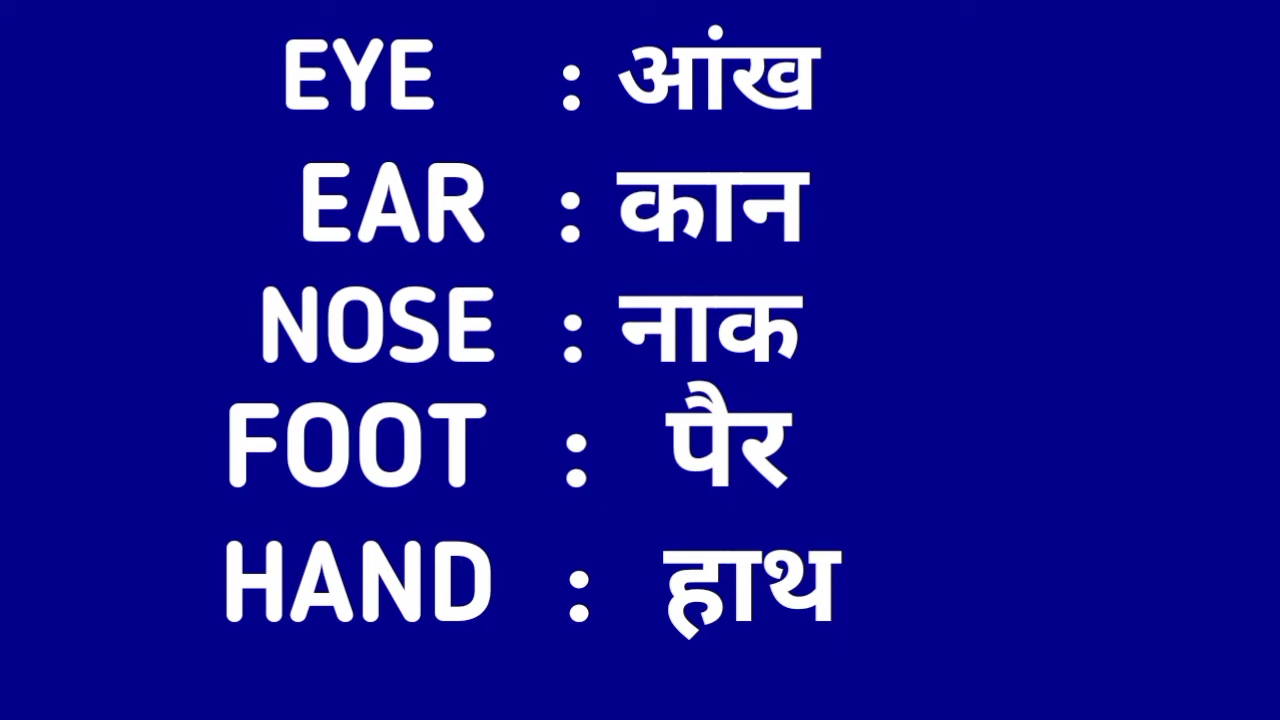 EYE : आंख
EAR : कान
NOSE : नाक
FOOT : पैर
HAND : हाथ